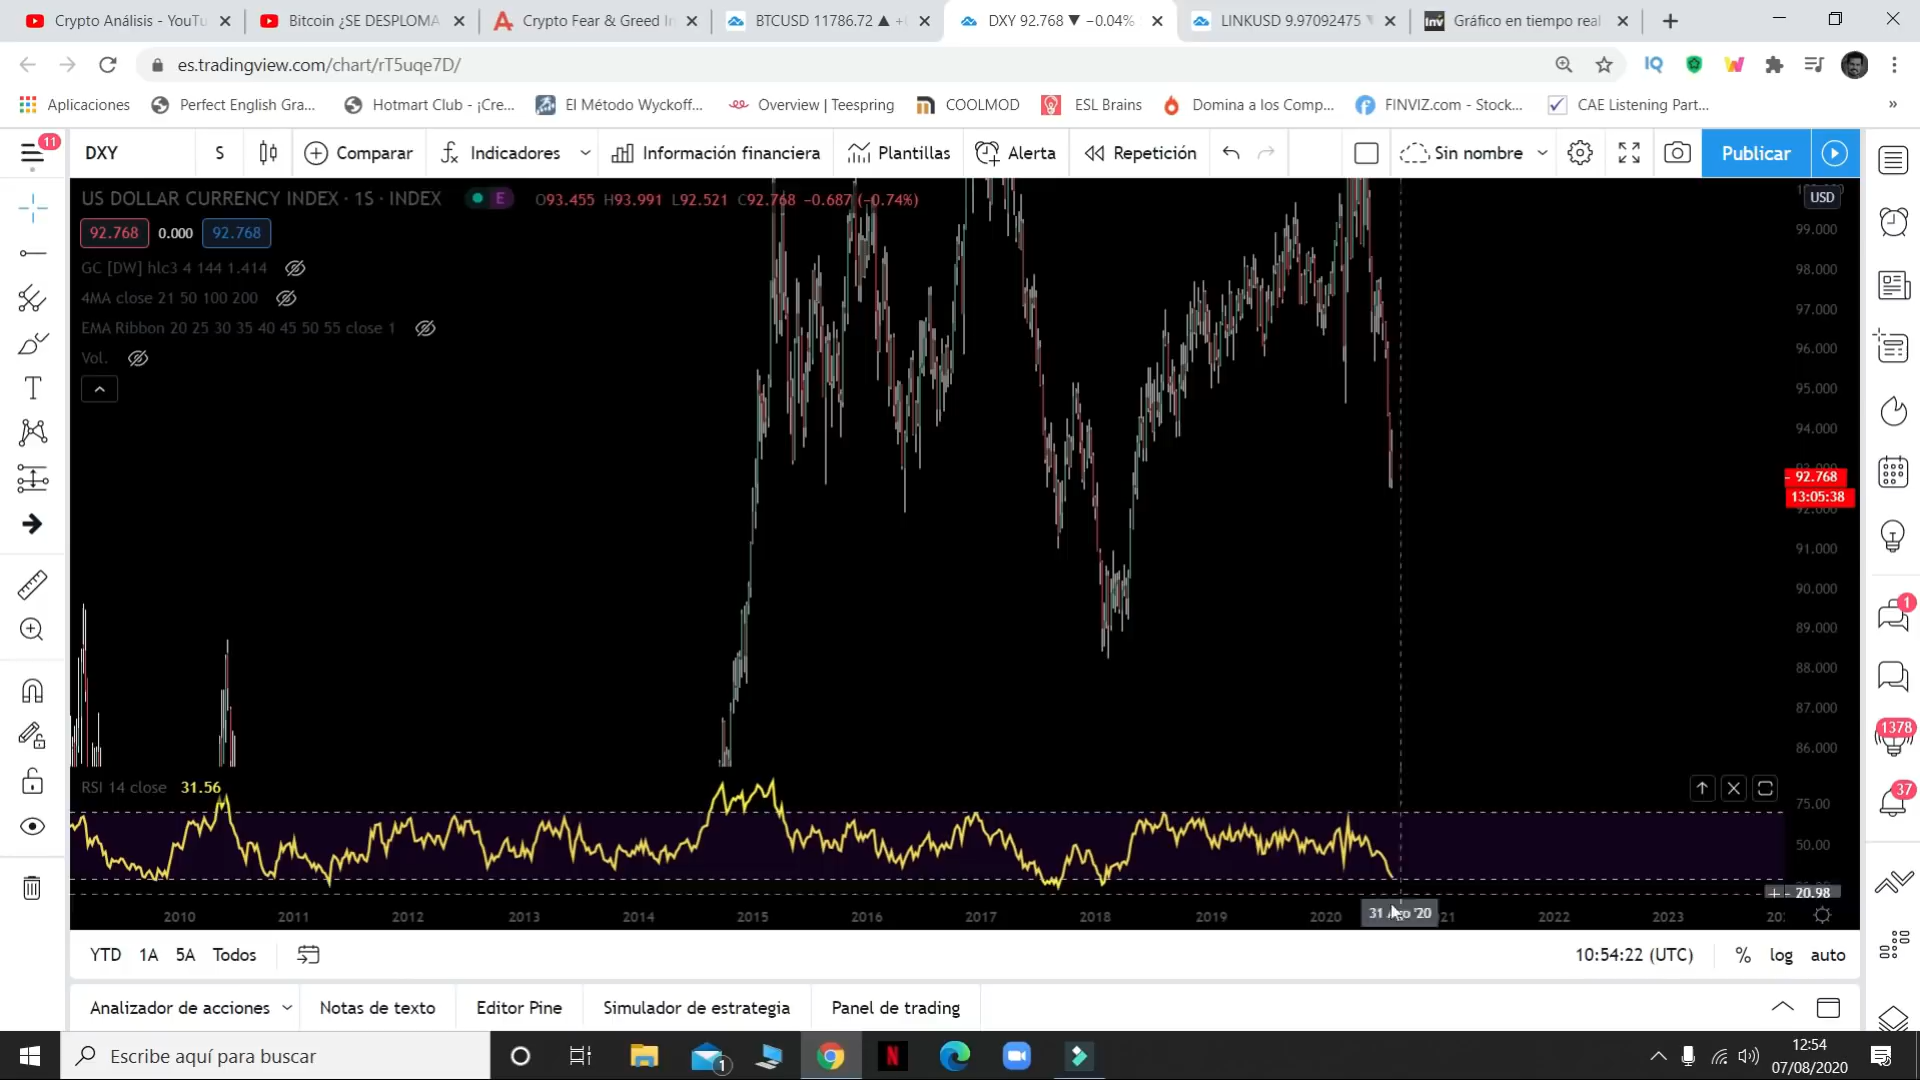 Crypto Análisis - YouTu
Bitcoin ¿SE DESPLOMA
Crypto Fear & Greed In
BTCUSD 11786.72 ▲ +
DXY 92.768 ▼ −0.04%
LINKUSD 9.97092475
Gráfico en tiempo real
es.tradingview.com/chart/rT5uqe7D/
Aplicaciones
Perfect English Gra...
Hotmart Club - ¡Cre...
El Método Wyckoff...
Overview | Teespring
COOLMOD
ESL Brains
Domina a los Comp...
FINVIZ.com - Stock...
CAE Listening Part...
11
DXY
S
Comparar
Indicadores
Información financiera
Plantillas
Alerta
Repetición
Sin nombre
Publicar
US DOLLAR CURRENCY INDEX · 1S · INDEX
E
O93.455 H93.991 L92.521 C92.768 −0.687 (−0.74%)
USD
92.768 0.000 92.768
GC [DW] hlc3 4 144 1.414
4MA close 21 50 100 200
EMA Ribbon 20 25 30 35 40 45 50 55 close 1
Vol.
99.000
98.000
97.000
96.000
95.000
94.000
92.768
13:05:38
92.000
91.000
90.000
89.000
88.000
87.000
86.000
RSI 14 close 31.56
75.00
50.00
20.98
2010 2011 2012 2013 2014 2015 2016 2017 2018 2019 2020 2022 2023
YTD 1A 5A Todos
10:54:22 (UTC) % log auto
Analizador de acciones
Notas de texto
Editor Pine
Simulador de estrategia
Panel de trading
1
1378
37
Escribe aquí para buscar
1
12:54
07/08/2020